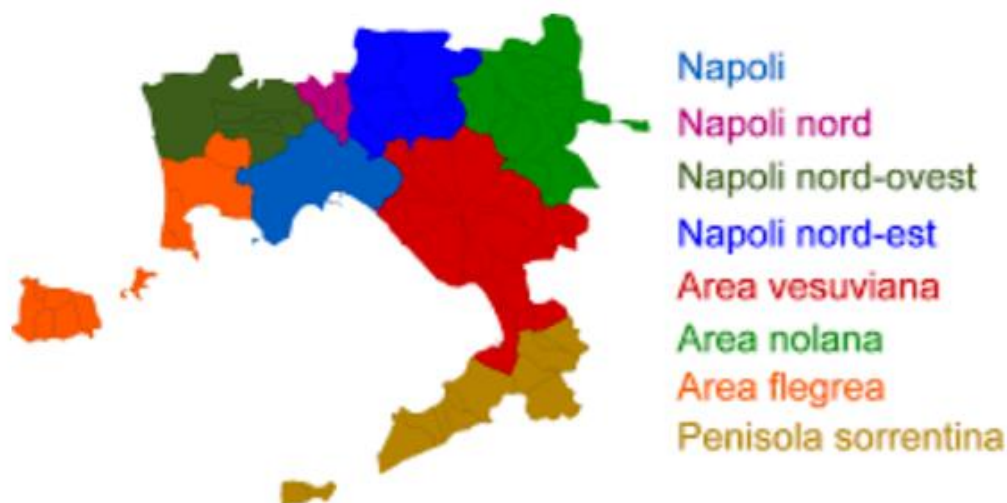 Napoli
Napoli nord
Napoli nord-ovest
Napoli nord-est
Area vesuviana
Area nolana
Area flegrea
Penisola sorrentina